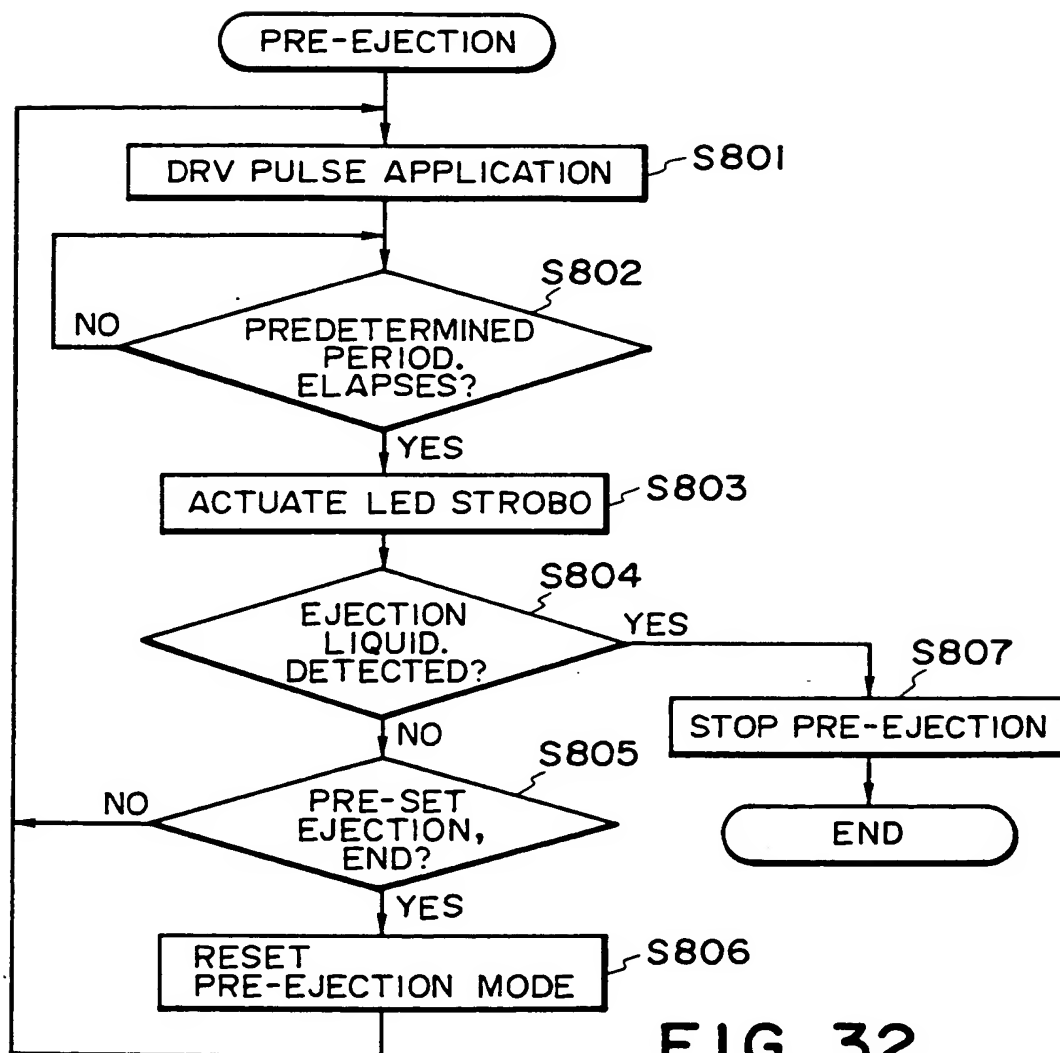 PRE-EJECTION
DRV PULSE APPLICATION
S801
S802
NO
PREDETERMINED
PERIOD.
ELAPSES?
YES
ACTUATE LED STROBO
S803
S804
EJECTION
LIQUID.
DETECTED?
YES
S807
STOP PRE-EJECTION
NO
S805
NO
PRE-SET
EJECTION,
END?
END
YES
RESET
PRE-EJECTION MODE
S806
FIG. 32